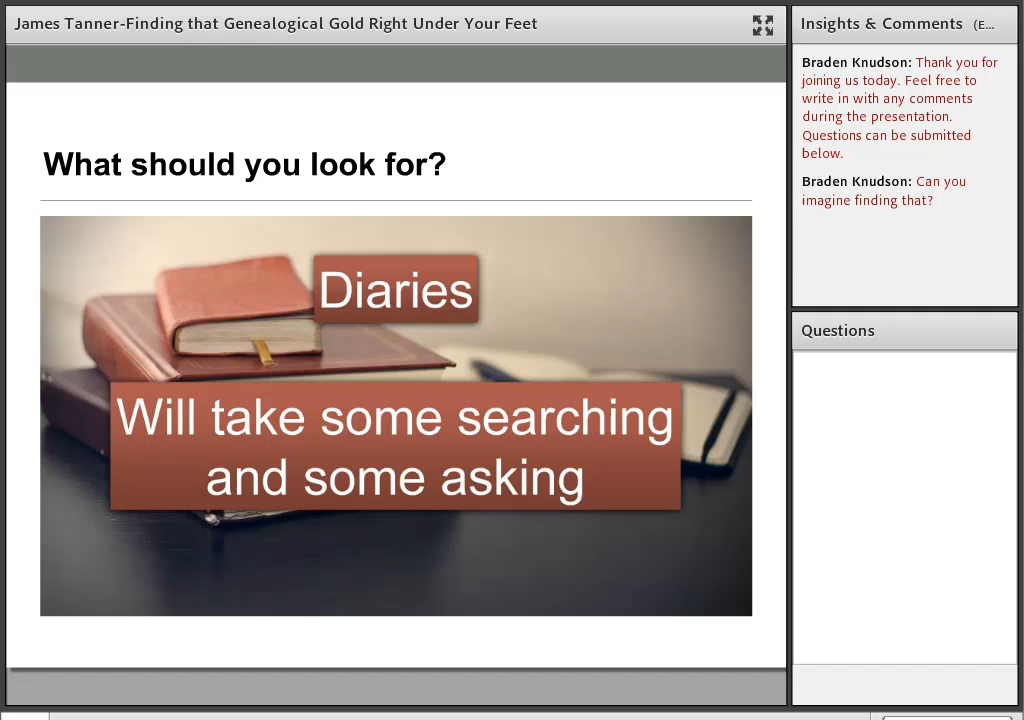 James Tanner-Finding that Genealogical Gold Right Under Your Feet
What should you look for?
Diaries
Will take some searching
and some asking
Insights & Comments (E...
Braden Knudson: Thank you for
joining us today. Feel free to
write in with any comments
during the presentation.
Questions can be submitted
below.
Braden Knudson: Can you
imagine finding that?
Questions